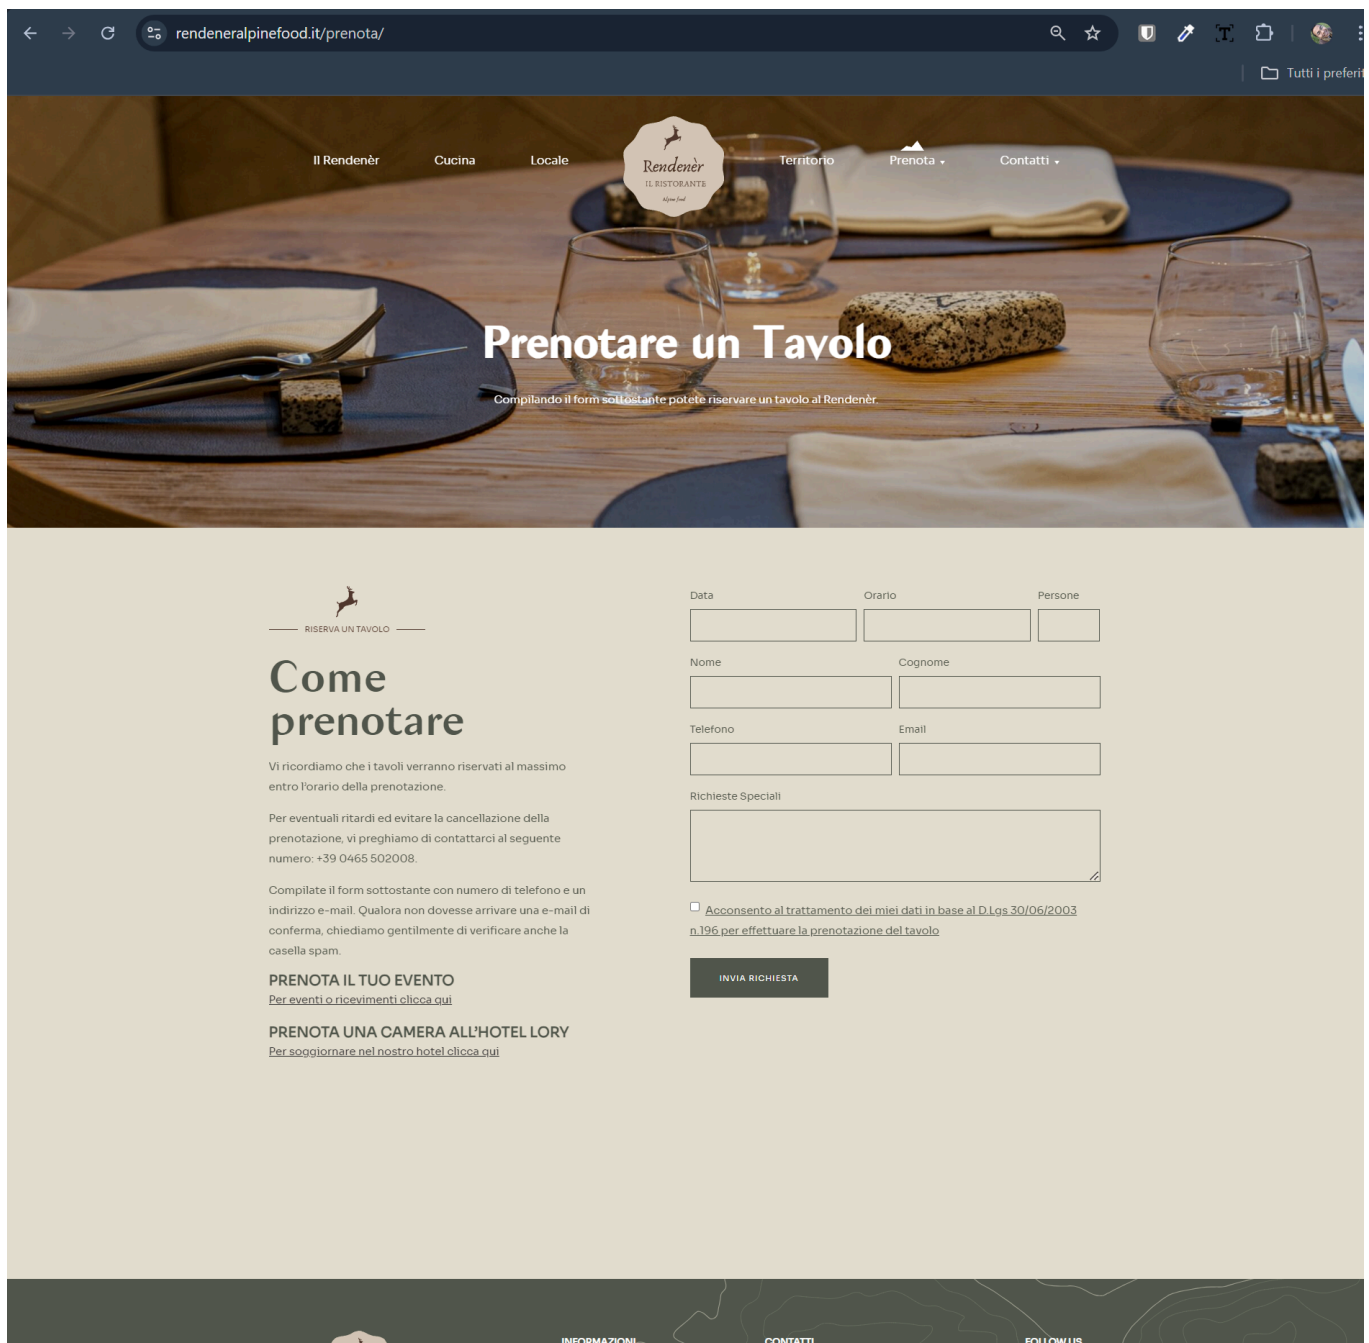 rendeneralpinefood.it/prenota/
Tutti i preferit
Il Rendenèr
Cucina
Locale
Rendenèr
IL RISTORANTE
Alpine food
Territorio
Prenota
Contatti
Prenotare un Tavolo
Compilando il form sottostante potete riservare un tavolo al Rendenèr.
RISERVA UN TAVOLO
Come
prenotare
Vi ricordiamo che i tavoli verranno riservati al massimo
entro l'orario della prenotazione.
Per eventuali ritardi ed evitare la cancellazione della
prenotazione, vi preghiamo di contattarci al seguente
numero: +39 0465 502008.
Compilate il form sottostante con numero di telefono e un
indirizzo e-mail. Qualora non dovesse arrivare una e-mail di
conferma, chiediamo gentilmente di verificare anche la
casella spam.
PRENOTA IL TUO EVENTO
Per eventi o ricevimenti clicca qui
PRENOTA UNA CAMERA ALL'HOTEL LORY
Per soggiornare nel nostro hotel clicca qui
Data
Orario
Persone
Nome
Cognome
Telefono
Email
Richieste Speciali
Acconsento al trattamento dei miei dati in base al D.Lgs 30/06/2003
n.196 per effettuare la prenotazione del tavolo
INVIA RICHIESTA
INFORMAZIONI
CONTATTI
FOLLOW US